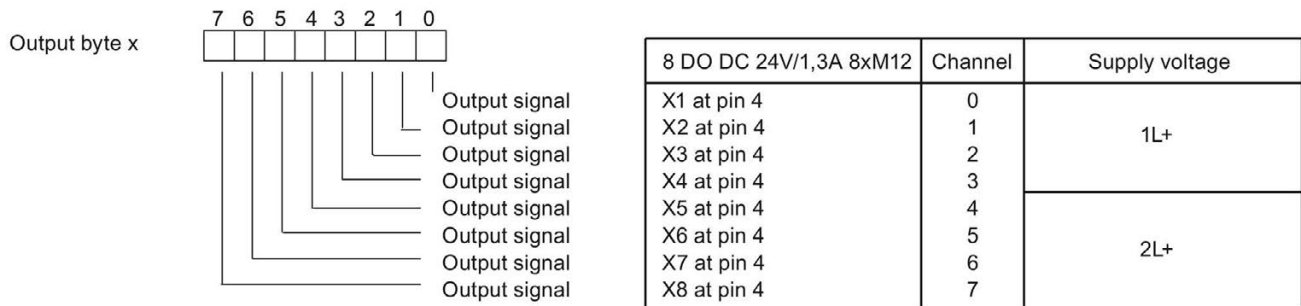 7 6 5 4 3 2 1 0
Output byte x
Output signal
Output signal
Output signal
Output signal
Output signal
Output signal
Output signal
Output signal
8 DO DC 24V/1,3A 8xM12 Channel Supply voltage
X1 at pin 4 0
X2 at pin 4 1
1L+
X3 at pin 4 2
X4 at pin 4 3
X5 at pin 4 4
X6 at pin 4 5
2L+
X7 at pin 4 6
X8 at pin 4 7